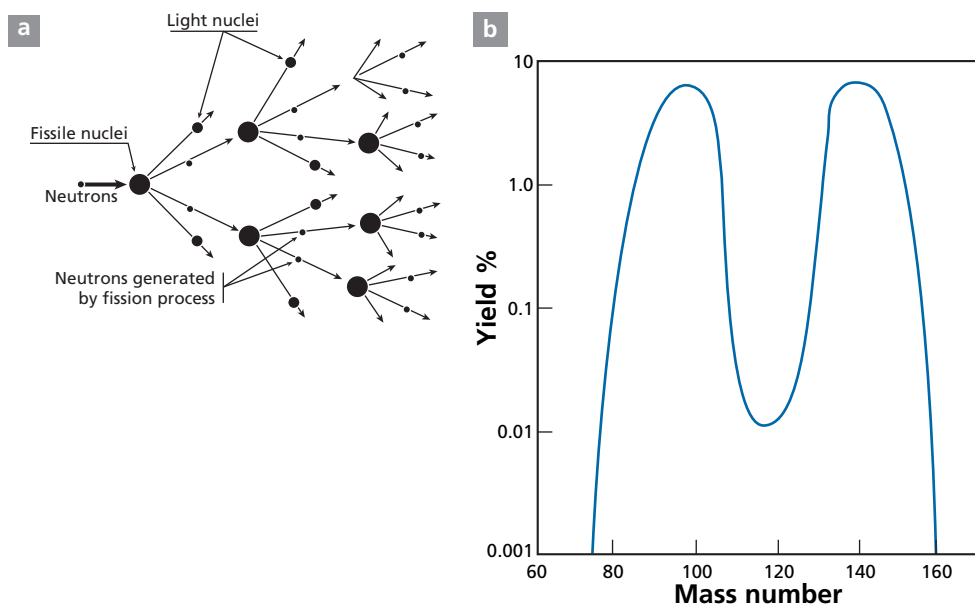 a
Light nuclei
Fissile nuclei
Neutrons
Neutrons generated
by fission process
b
Yield %
10
1.0
0.1
0.01
0.001
60
80
100
120
140
160
Mass number